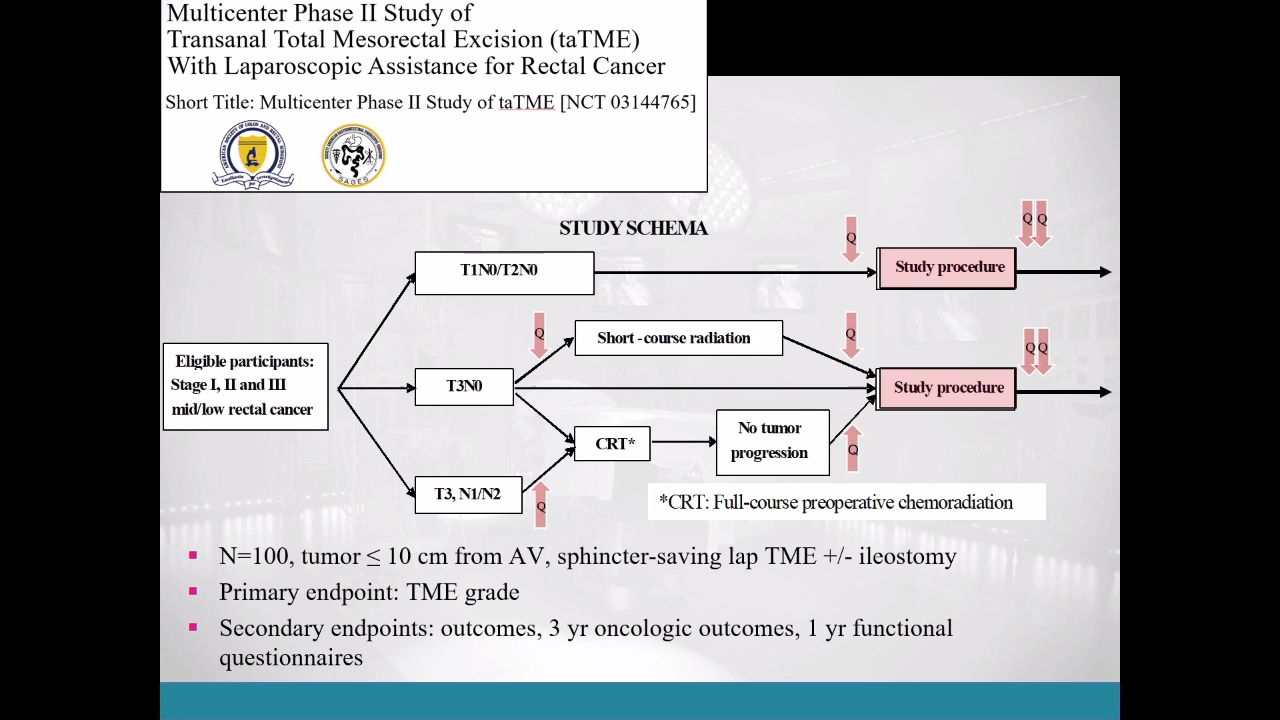 Multicenter Phase II Study of
Transanal Total Mesorectal Excision (taTME)
With Laparoscopic Assistance for Rectal Cancer
Short Title: Multicenter Phase II Study of taTME [NCT 03144765]
SAGES
STUDY SCHEMA
Q Q
Q
T1N0/T2N0
Study procedure
Q
Short - course radiation
Q
Q Q
Eligible participants:
Stage I, II and III
mid/low rectal cancer
T3N0
Study procedure
CRT*
No tumor
progression
Q
T3, N1/N2
Q
*CRT: Full-course preoperative chemoradiation
▪ N=100, tumor ≤ 10 cm from AV, sphincter-saving lap TME +/- ileostomy
▪ Primary endpoint: TME grade
▪ Secondary endpoints: outcomes, 3 yr oncologic outcomes, 1 yr functional
questionnaires